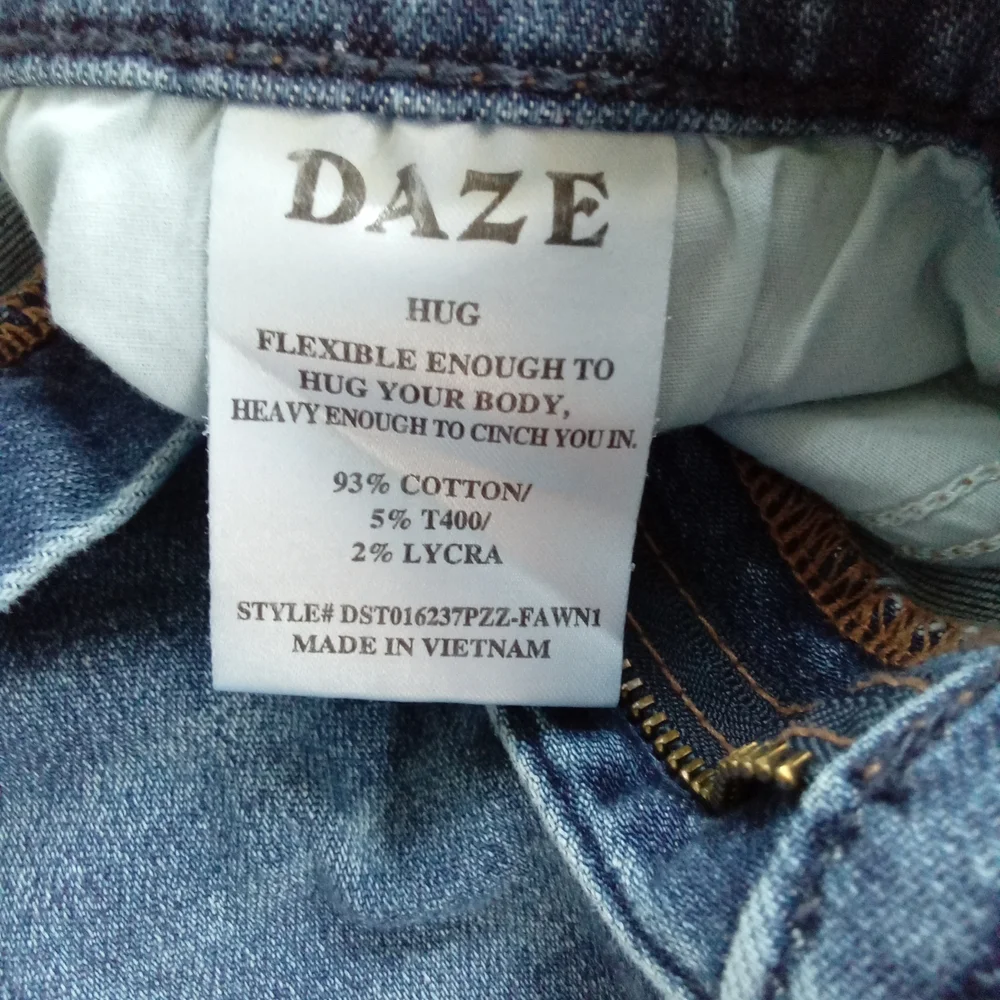 DAZE
HUG
FLEXIBLE ENOUGH TO
HUG YOUR BODY,
HEAVY ENOUGH TO CINCH YOU IN.
93% COTTON/
5% T400/
2% LYCRA
STYLE# DST016237PZZ-FAWN1
MADE IN VIETNAM